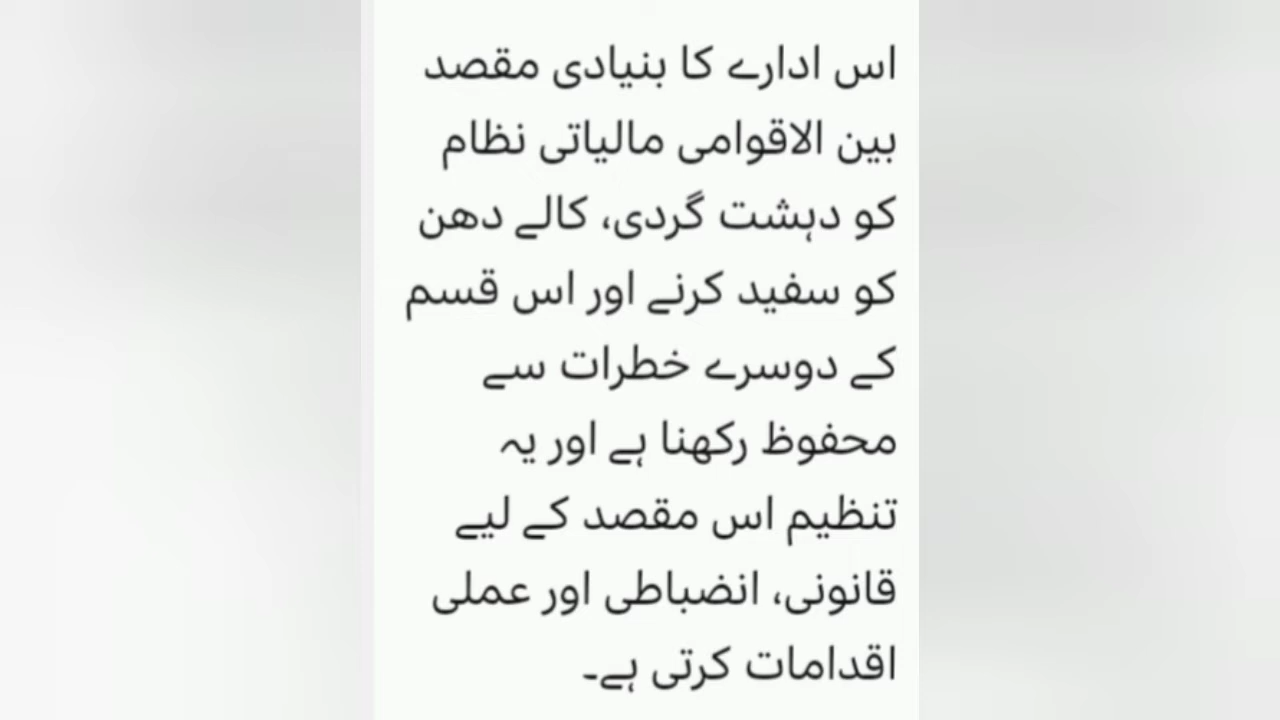 اس ادارے کا بنیادی مقصد
بین الاقوامی مالیاتی نظام
کو دہشت گردی، کالے دھن
کو سفید کرنے اور اس قسم
کے دوسرے خطرات سے
محفوظ رکھنا ہے اور یہ
تنظیم اس مقصد کے لیے
قانونی، انضباطی اور عملی
اقدامات کرتی ہے۔